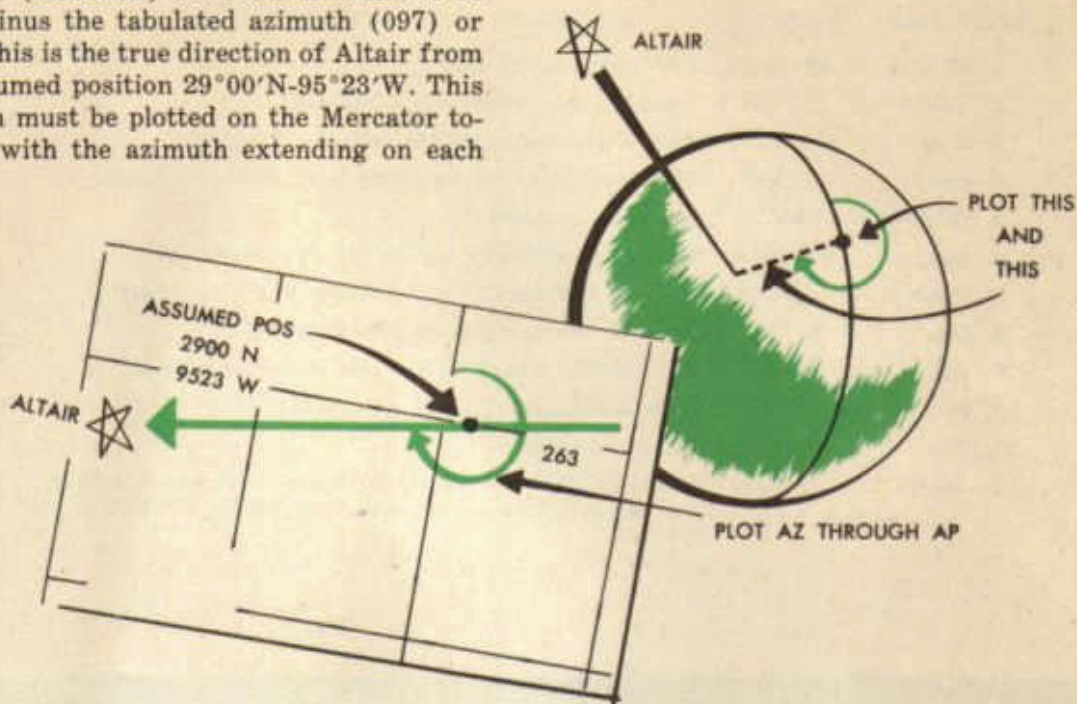 inus the tabulated azimuth (097) or
his is the true direction of Altair from
umed position 29°00′N-95°23′W. This
n must be plotted on the Mercator to-
with the azimuth extending on each
ALTAIR
PLOT THIS
AND
THIS
ASSUMED POS
2900 N
9523 W
ALTAIR
263
PLOT AZ THROUGH AP